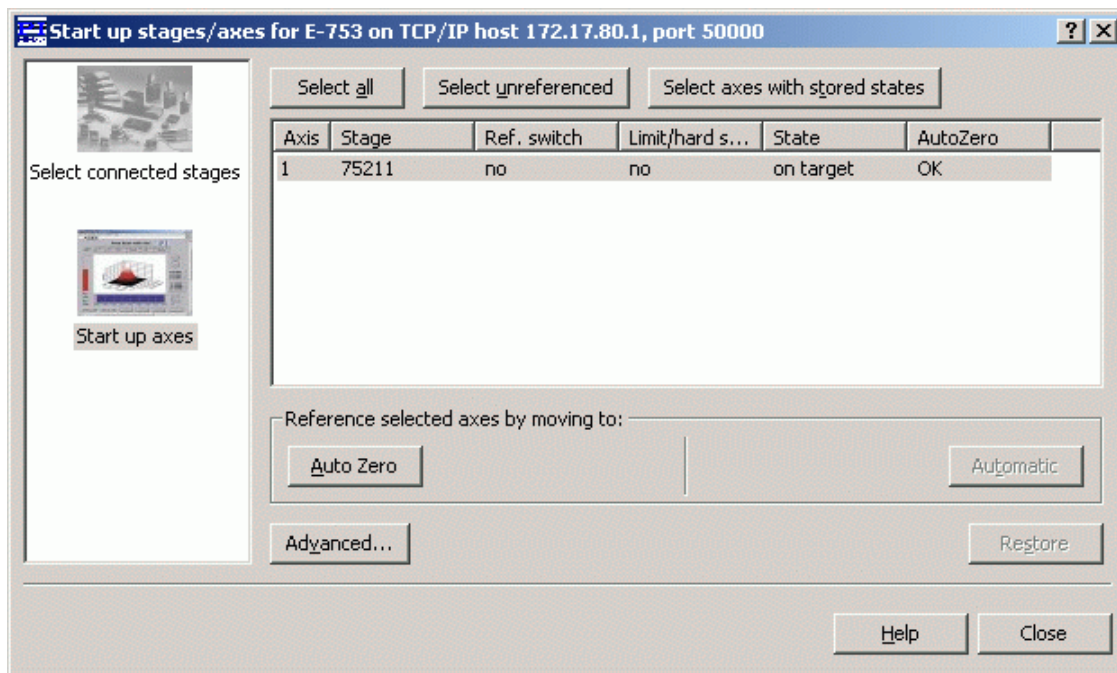 Start up stages/axes for E-753 on TCP/IP host 172.17.80.1, port 50000
Select connected stages
Start up axes
Select all Select unreferenced Select axes with stored states
Axis Stage Ref. switch Limit/hard s... State AutoZero
1 75211 no no on target OK
Reference selected axes by moving to:
Auto Zero Automatic
Advanced... Restore
Help Close